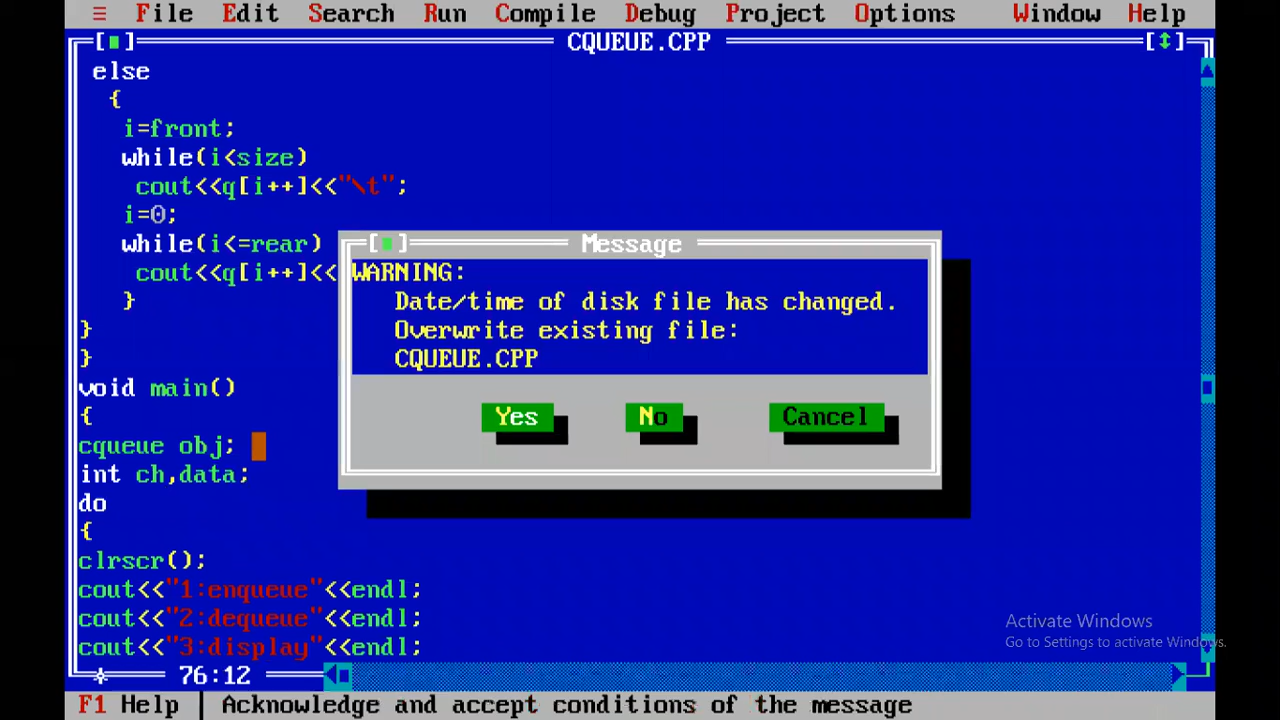 ≡ File Edit Search Run Compile Debug Project Options Window Help
[■] CQUEUE.CPP [↕]
else
{
i=front;
while(i<size)
cout<<q[i++]<<"\t";
i=0;
while(i<=rear)
cout<<q[i++]<<
}
}
}
void main()
{
cqueue obj;
int ch,data;
do
{
clrscr();
cout<<"1:enqueue"<<endl;
cout<<"2:dequeue"<<endl;
cout<<"3:display"<<endl;
[■] Message
WARNING:
Date/time of disk file has changed.
Overwrite existing file:
CQUEUE.CPP
Yes No Cancel
Activate Windows
Go to Settings to activate Windows.
76:12
F1 Help | Acknowledge and accept conditions of the message